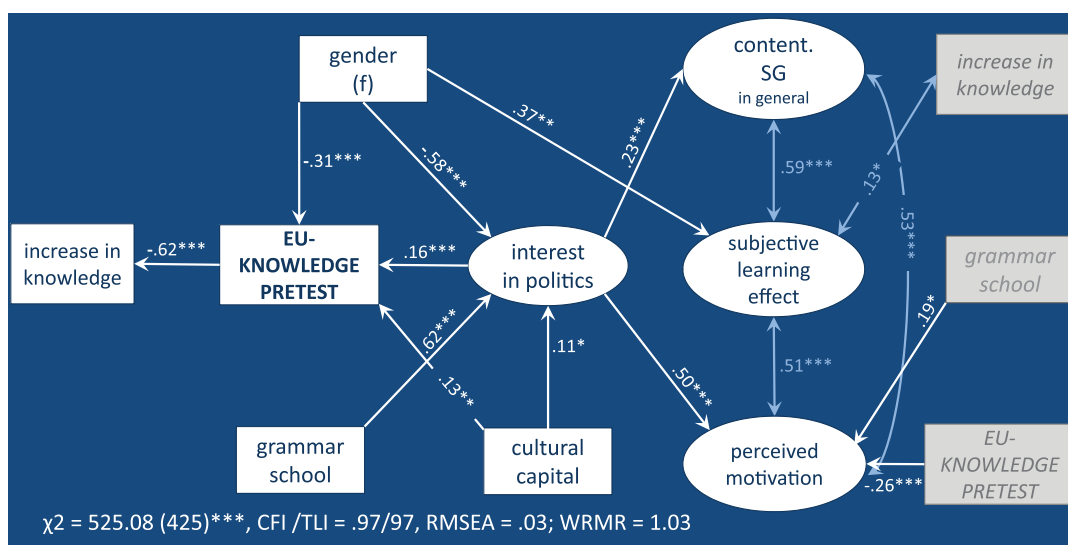 gender
(f)
content.
SG
in general
increase in
knowledge
.37**
.23***
-.31***
-.58***
.59***
.13*
.53***
increase in
knowledge
-.62***
EU-
KNOWLEDGE
PRETEST
.16***
interest
in politics
subjective
learning
effect
grammar
school
.62***
.13**
.11*
.50***
.51***
.19*
grammar
school
cultural
capital
perceived
motivation
-.26***
EU-
KNOWLEDGE
PRETEST
χ2 = 525.08 (425)***, CFI /TLI = .97/97, RMSEA = .03; WRMR = 1.03